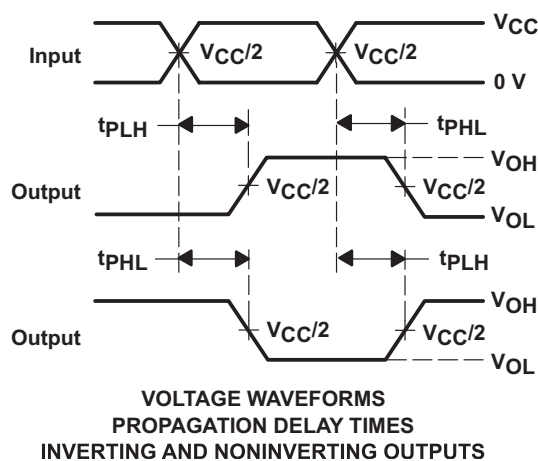 VCC
Input VCC/2 VCC/2
0 V
tPLH tPHL
VOH
Output VCC/2 VCC/2
VOL
tPHL tPLH
VOH
Output VCC/2 VCC/2
VOL
VOLTAGE WAVEFORMS
PROPAGATION DELAY TIMES
INVERTING AND NONINVERTING OUTPUTS